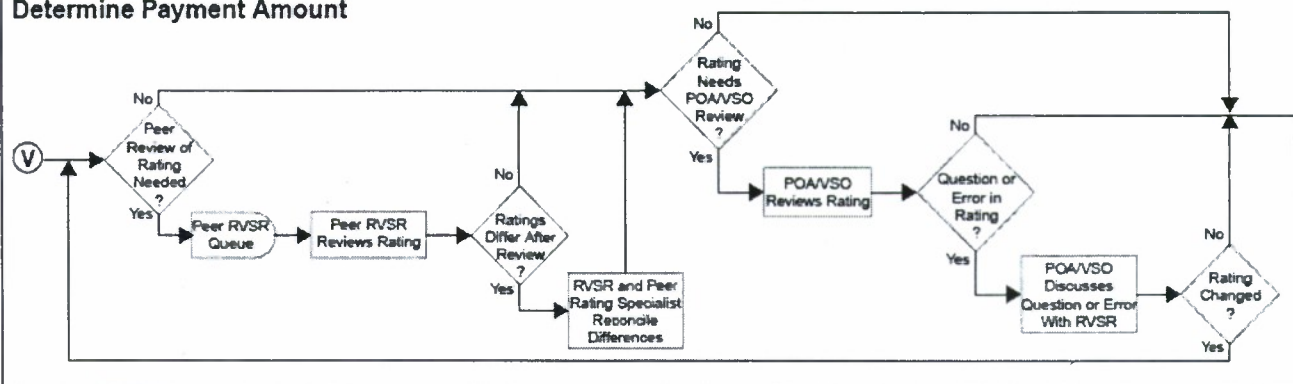 Determine Payment Amount
V
No
Peer
Review of
Rating
Needed
?
Yes
Peer RVSR
Queue
Peer RVSR
Reviews Rating
No
Ratings
Differ After
Review
?
Yes
RVSR and Peer
Rating Specialist
Reconcile
Differences
No
Rating
Needs
POA/VSO
Review
?
Yes
POA/VSO
Reviews Rating
No
Question or
Error in
Rating
?
Yes
POA/VSO
Discusses
Question or Error
With RVSR
No
Rating
Changed
?
Yes